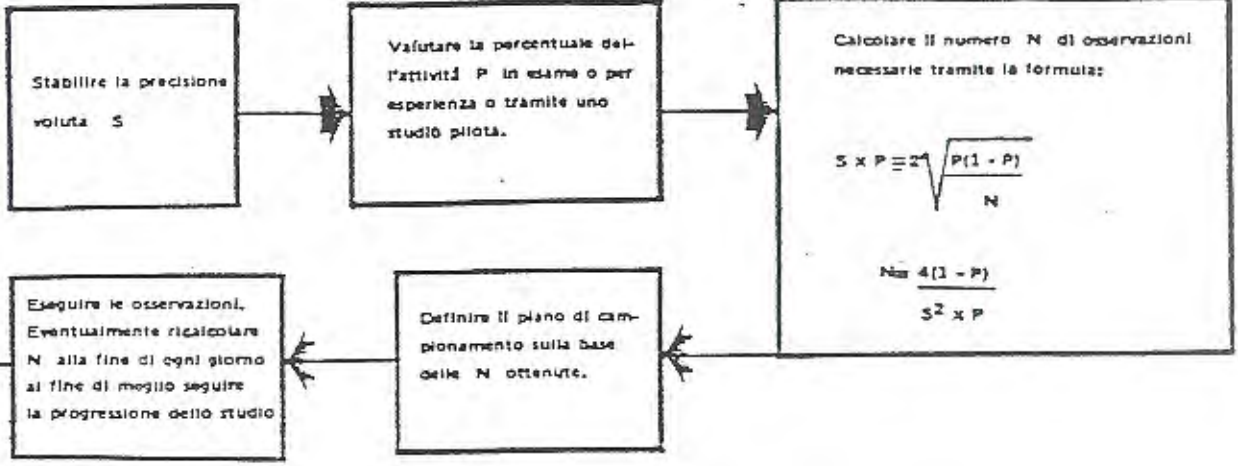 Stabilire la precisione
voluta S
Valutare la percentuale del-
l'attività P in esame o per
esperienza o tramite uno
studio pilota.
Calcolare il numero N di osservazioni
necessarie tramite la formula:
S x P = 2 √ P(1 - P)
N
N= 4(1 - P)
S² x P
Definire il piano di cam-
pionamento sulla base
delle N ottenute.
Eseguire le osservazioni.
Eventualmente ricalcolare
N alla fine di ogni giorno
al fine di meglio seguire
la progressione dello studio